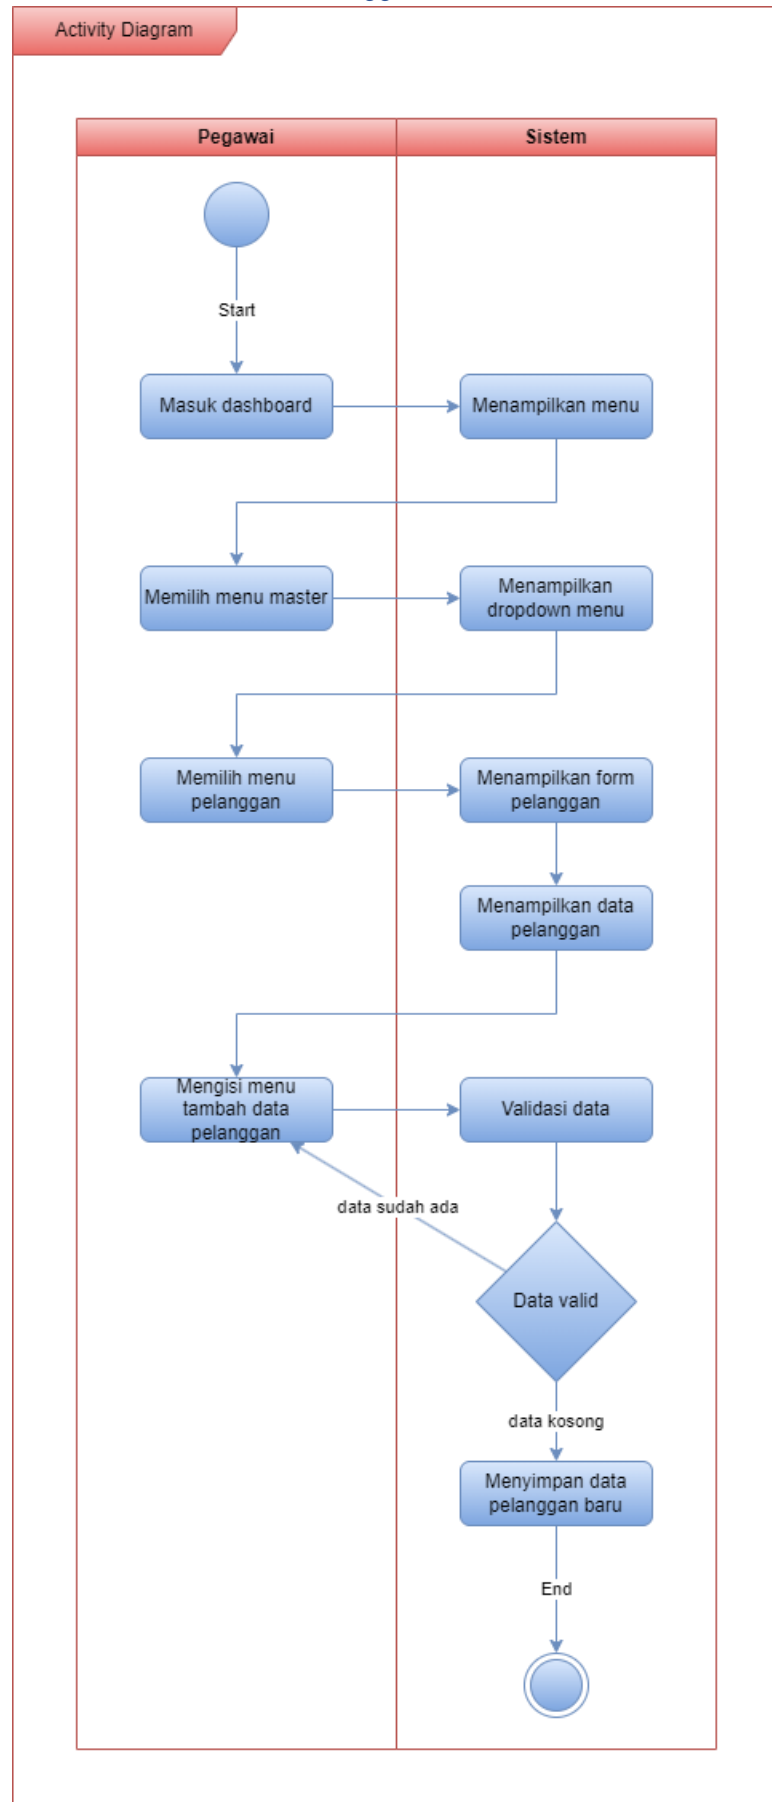 Activity Diagram
Pegawai
Sistem
Start
Masuk dashboard
Menampilkan menu
Memilih menu master
Menampilkan
dropdown menu
Memilih menu
pelanggan
Menampilkan form
pelanggan
Menampilkan data
pelanggan
Mengisi menu
tambah data
pelanggan
Validasi data
data sudah ada
Data valid
data kosong
Menyimpan data
pelanggan baru
End